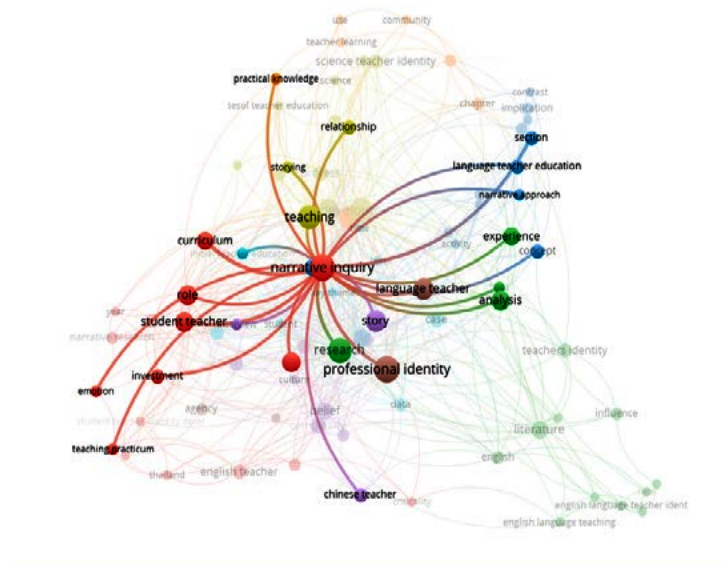 use
community
teacher learning
science teacher identity
practical knowledge
science
contrast
tesol teacher education
chapter
implication
relationship
section
storying
language teacher education
narrative approach
teaching
curriculum
experience
activity
concept
narrative inquiry
language teacher
role
analysis
year
student teacher
student
story
case
narrative research
research
teachers identity
professional identity
investment
culture
emotion
agency
belief
data
influence
literature
teaching practicum
english
thailand
english teacher
chinese teacher
english language teacher ident
english language teaching